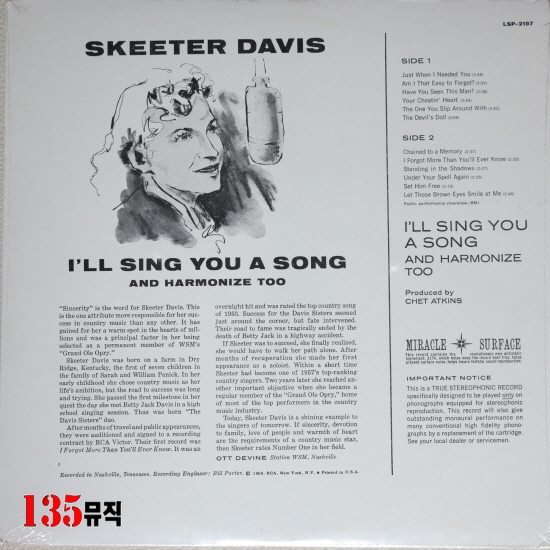 LSP-2197
SKEETER DAVIS
I'LL SING YOU A SONG
AND HARMONIZE TOO
"Sincerity" is the word for Skeeter Davis. This
is the one attribute more responsible for her suc-
cess in country music than any other. It has
gained for her a warm spot in the hearts of mil-
lions and was a principal factor in her being
selected as a permanent member of WSM's
"Grand Ole Opry."
Skeeter Davis was born on a farm in Dry
Ridge, Kentucky, the first of seven children in
the family of Sarah and William Penick. In her
early childhood she chose country music as her
life's ambition, but the road to success was long
and trying. She passed the first milestone in her
quest the day she met Betty Jack Davis in a high
school singing session. Thus was born "The
Davis Sisters" duo.
After months of travel and public appearances,
they were auditioned and signed to a recording
contract by RCA Victor. Their first record was
I Forgot More Than You'll Ever Know. It was an
overnight hit and was rated the top country song
of 1953. Success for the Davis Sisters seemed
just around the corner, but fate intervened.
Their road to fame was tragically ended by the
death of Betty Jack in a highway accident.
If Skeeter was to succeed, she finally realized,
she would have to walk her path alone. After
months of recuperation she made her first
appearance as a soloist. Within a short time
Skeeter had become one of 1957's top-ranking
country singers. Two years later she reached an-
other important objective when she became a
regular member of the "Grand Ole Opry," home
of most of the top performers in the country
music industry.
Today, Skeeter Davis is a shining example to
the singers of tomorrow. If sincerity, devotion
to family, love of people and warmth of heart
are the requirements of a country music star,
then Skeeter rates Number One in her field.
OTT DEVINE Station WSM, Nashville
Recorded in Nashville, Tennessee. Recording Engineer: Bill Porter. © 1960, RCA, New York, N.Y. • Printed in U.S.A.
SIDE 1
Just When I Needed You
Am I That Easy to Forget?
Have You Seen This Man?
Your Cheatin' Heart
The One You Slip Around With
The Devil's Doll
SIDE 2
Chained to a Memory
I Forgot More Than You'll Ever Know
Standing in the Shadows
Under Your Spell Again
Set Him Free
Let Those Brown Eyes Smile at Me
Public performance clearance—BMI.
I'LL SING YOU
A SONG
AND HARMONIZE
TOO
Produced by
CHET ATKINS
MIRACLE SURFACE
IMPORTANT NOTICE
This is a TRUE STEREOPHONIC RECORD
specifically designed to be played only on
phonographs equipped for stereophonic
reproduction. This record will also give
outstanding monaural performance on
many conventional high fidelity phono-
graphs by a replacement of the cartridge.
See your local dealer or serviceman.
135뮤직